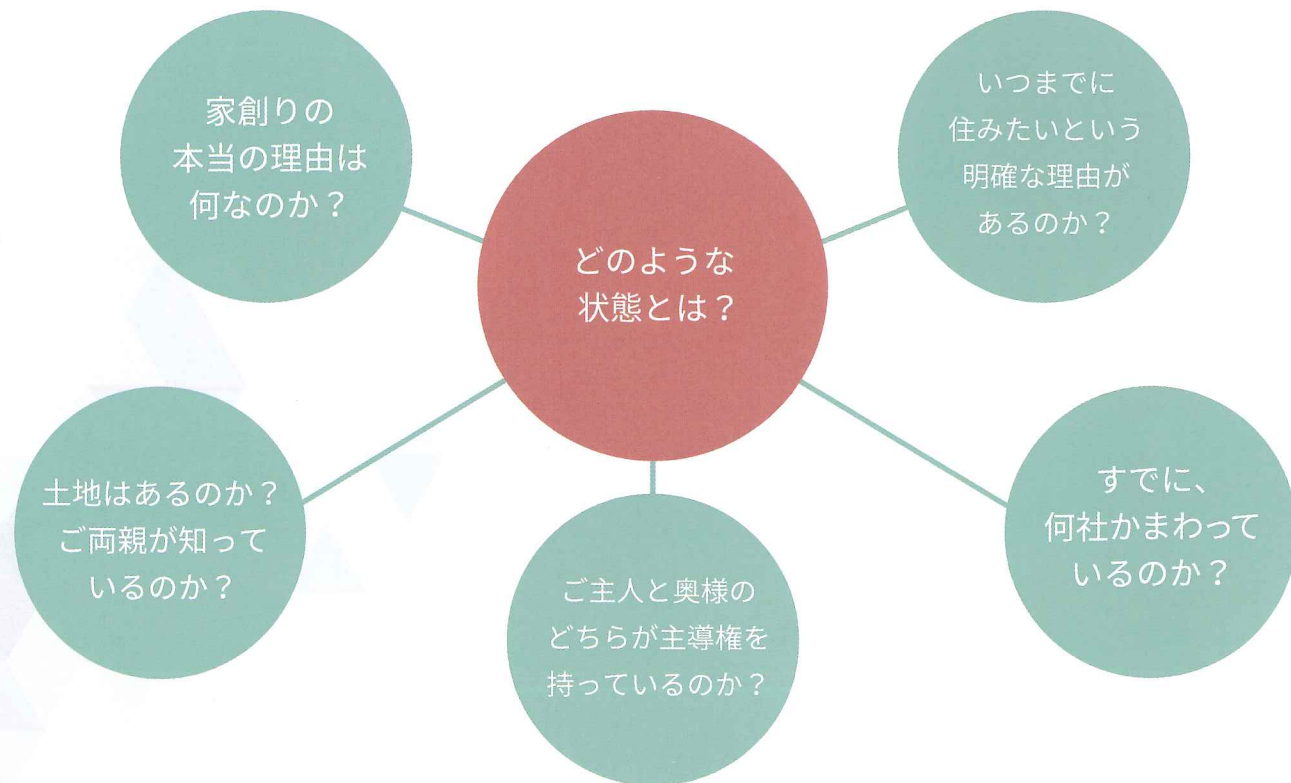 家創りの
本当の理由は
何なのか？
いつまでに
住みたいという
明確な理由が
あるのか？
どのような
状態とは？
土地はあるのか？
ご両親が知って
いるのか？
ご主人と奥様の
どちらが主導権を
持っているのか？
すでに、
何社かまわって
いるのか？